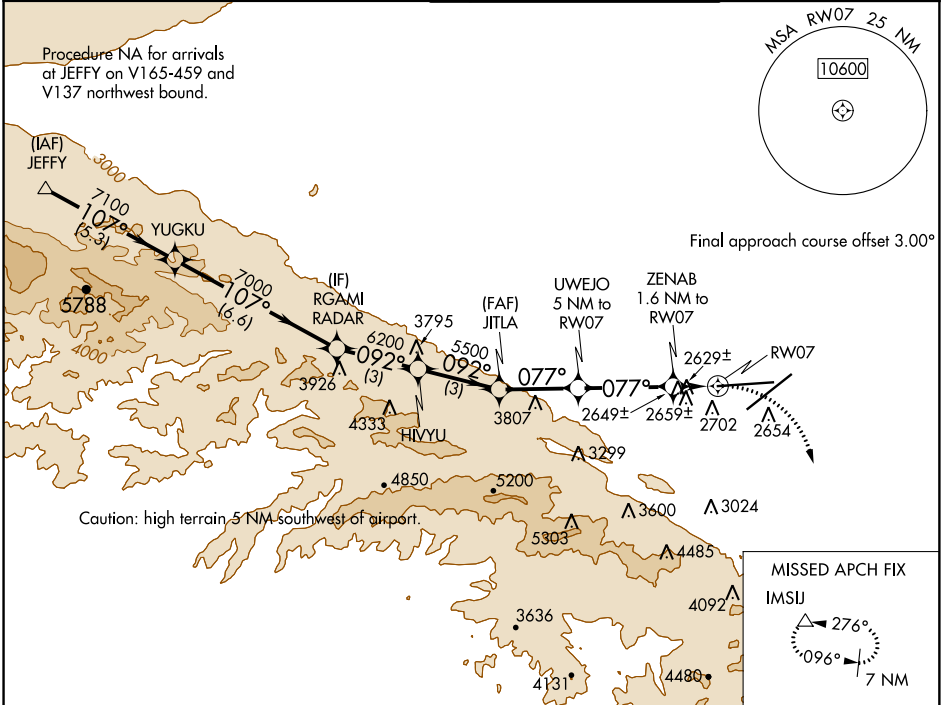 Procedure NA for arrivals
at JEFFY on V165-459 and
V137 northwest bound.
MSA RW07 25 NM
10600
(IAF)
JEFFY
3000
7100
107°
(5.3)
YUGKU
7000
107°
(6.6)
5788
4000
(IF)
RGAMI
RADAR
3926
6200
092°
(3)
3795
4333
HIVYU
5500
092°
(3)
(FAF)
JITLA
3807
077°
UWEJO
5 NM to
RW07
077°
ZENAB
1.6 NM to
RW07
Final approach course offset 3.00°
2629±
RW07
2649±
2659±
2702
2654
3299
4850
5200
Caution: high terrain 5 NM southwest of airport.
5303
3600
3024
4485
4092
3636
4131
4480
MISSED APCH FIX
IMSIJ
276°
096°
7 NM